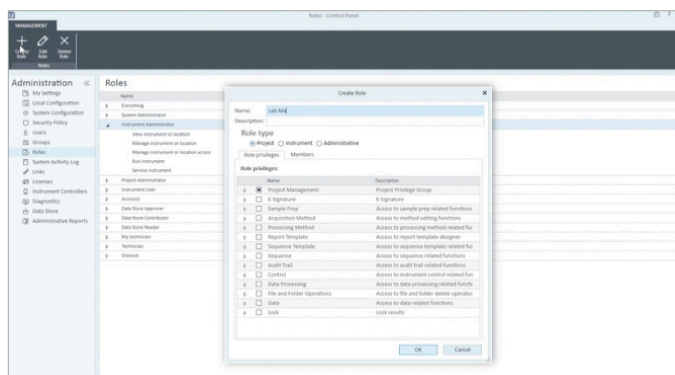 Roles - Control Panel
MANAGEMENT
Create Role
Edit Role
Delete Role
Roles
Administration
My Settings
Local Configuration
System Configuration
Security Policy
Users
Groups
Roles
System Activity Log
Links
Licenses
Instrument Controllers
Diagnostics
Data Store
Administrative Reports
Roles
Name
Everything
System Administrator
Instrument Administrator
View instrument or location
Manage instrument or location
Manage instrument or location access
Run instrument
Service instrument
Project Administrator
Instrument User
Archivist
Data Store Approver
Data Store Contributor
Data Store Reader
My technician
Technician
Chemist
Create Role
Name: Lab Ma
Description:
Role type
Project Instrument Administrative
Role privileges Members
Role privileges:
Name Description
Project Management Project Privilege Group
E-Signature E-Signature
Sample Prep Access to sample prep related functions
Acquisition Method Access to method editing functions
Processing Method Access to processing method related for
Report Template Access to report template designer
Sequence Template Access to sequence template related for
Sequence Access to sequence related functions
Audit Trail Access to audit trail related functions
Control Access to instrument control related fun
Data Processing Access to data processing related functi
File and Folder Operations Access to file and folder delete operation
Data Access to data related functions
Lock Lock results
OK Cancel